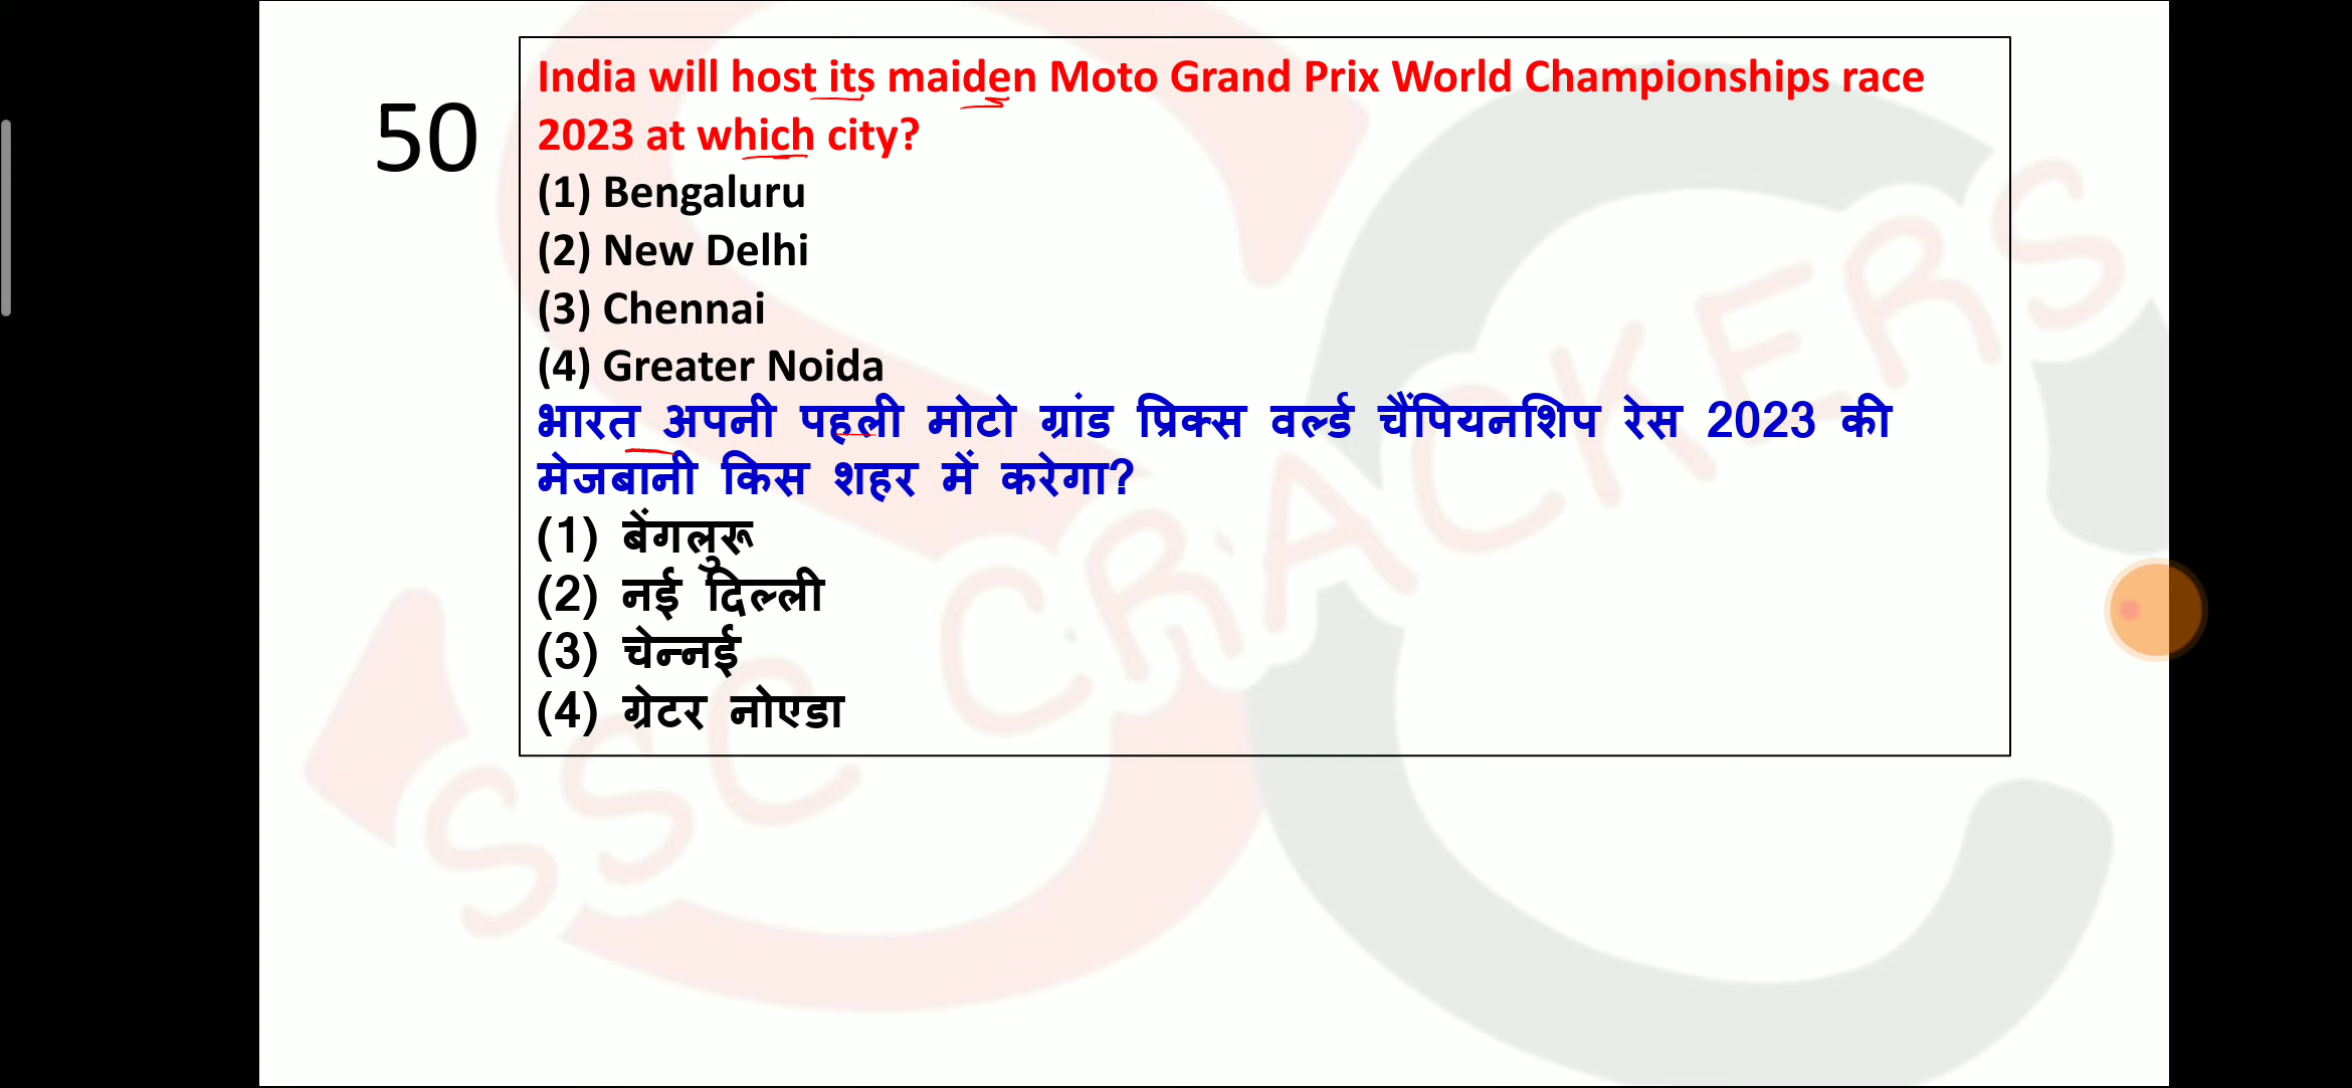 50
India will host its maiden Moto Grand Prix World Championships race
2023 at which city?
(1) Bengaluru
(2) New Delhi
(3) Chennai
(4) Greater Noida
भारत अपनी पहली मोटो ग्रांड प्रिक्स वर्ल्ड चैंपियनशिप रेस 2023 की
मेजबानी किस शहर में करेगा?
(1) बेंगलुरू
(2) नई दिल्ली
(3) चेन्नई
(4) ग्रेटर नोएडा
SSC CRACKERS